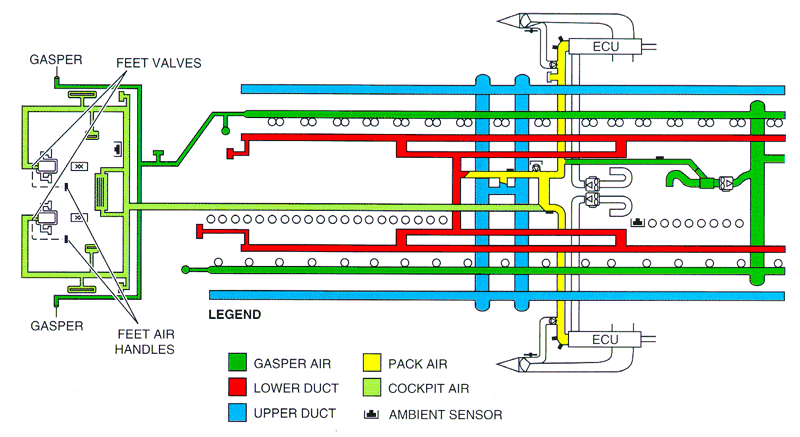 ECU
GASPER
FEET VALVES
GASPER
FEET AIR
HANDLES
LEGEND
GASPER AIR
PACK AIR
LOWER DUCT
COCKPIT AIR
UPPER DUCT
AMBIENT SENSOR
ECU